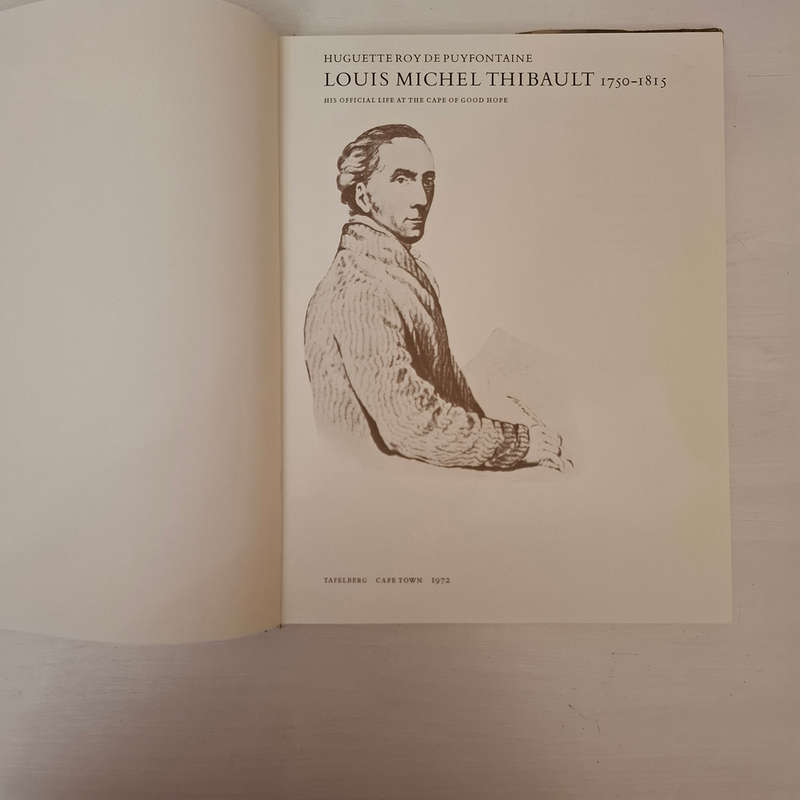 HUGUETTE ROY DE PUYFONTAINE
LOUIS MICHEL THIBAULT 1750–1815
HIS OFFICIAL LIFE AT THE CAPE OF GOOD HOPE
TAFELBERG CAPE TOWN 1972